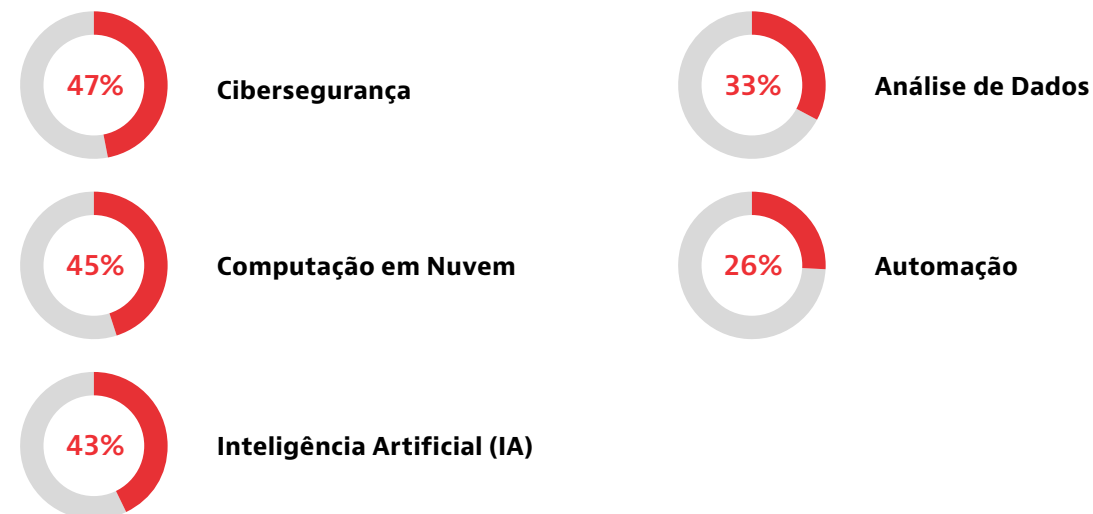 47%
Cibersegurança
45%
Computação em Nuvem
43%
Inteligência Artificial (IA)
33%
Análise de Dados
26%
Automação